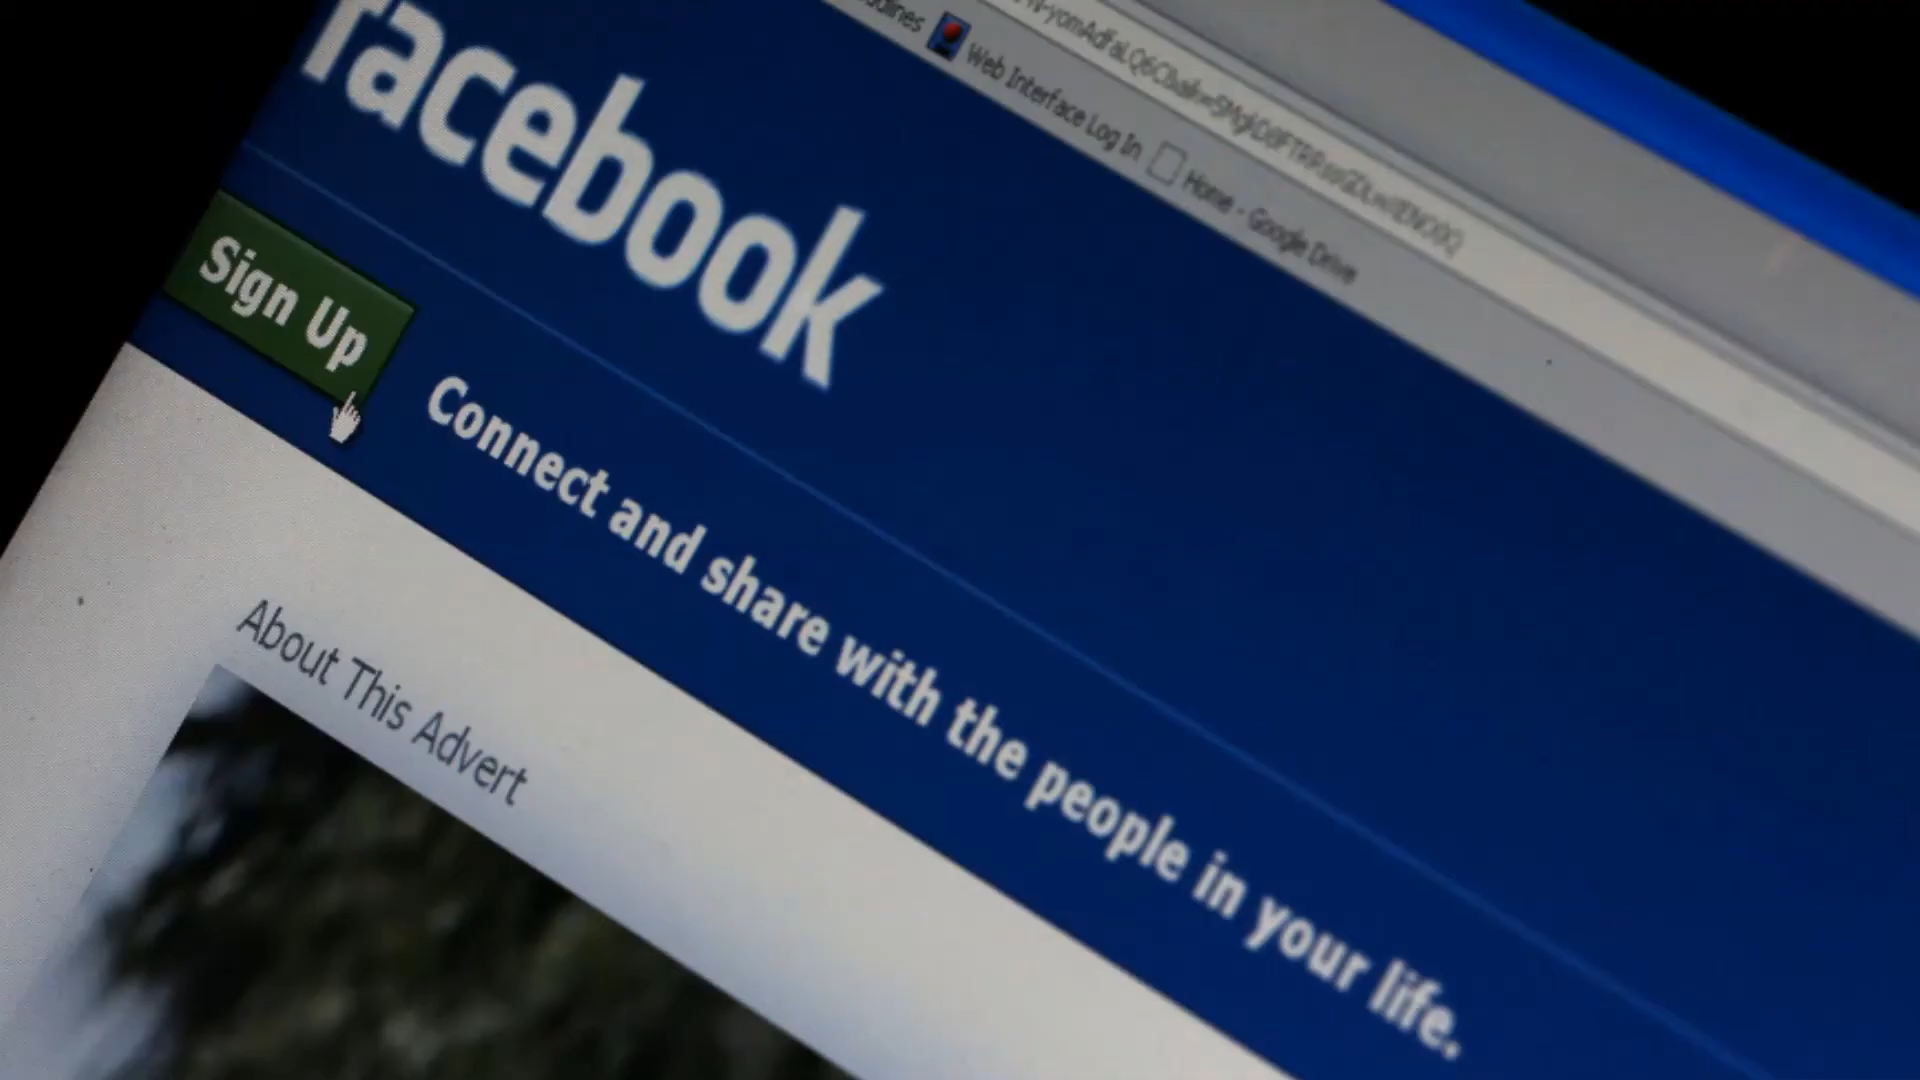 Web Interface Log In
Home - Google Drive
facebook
Sign Up
Connect and share with the people in your life.
About This Advert